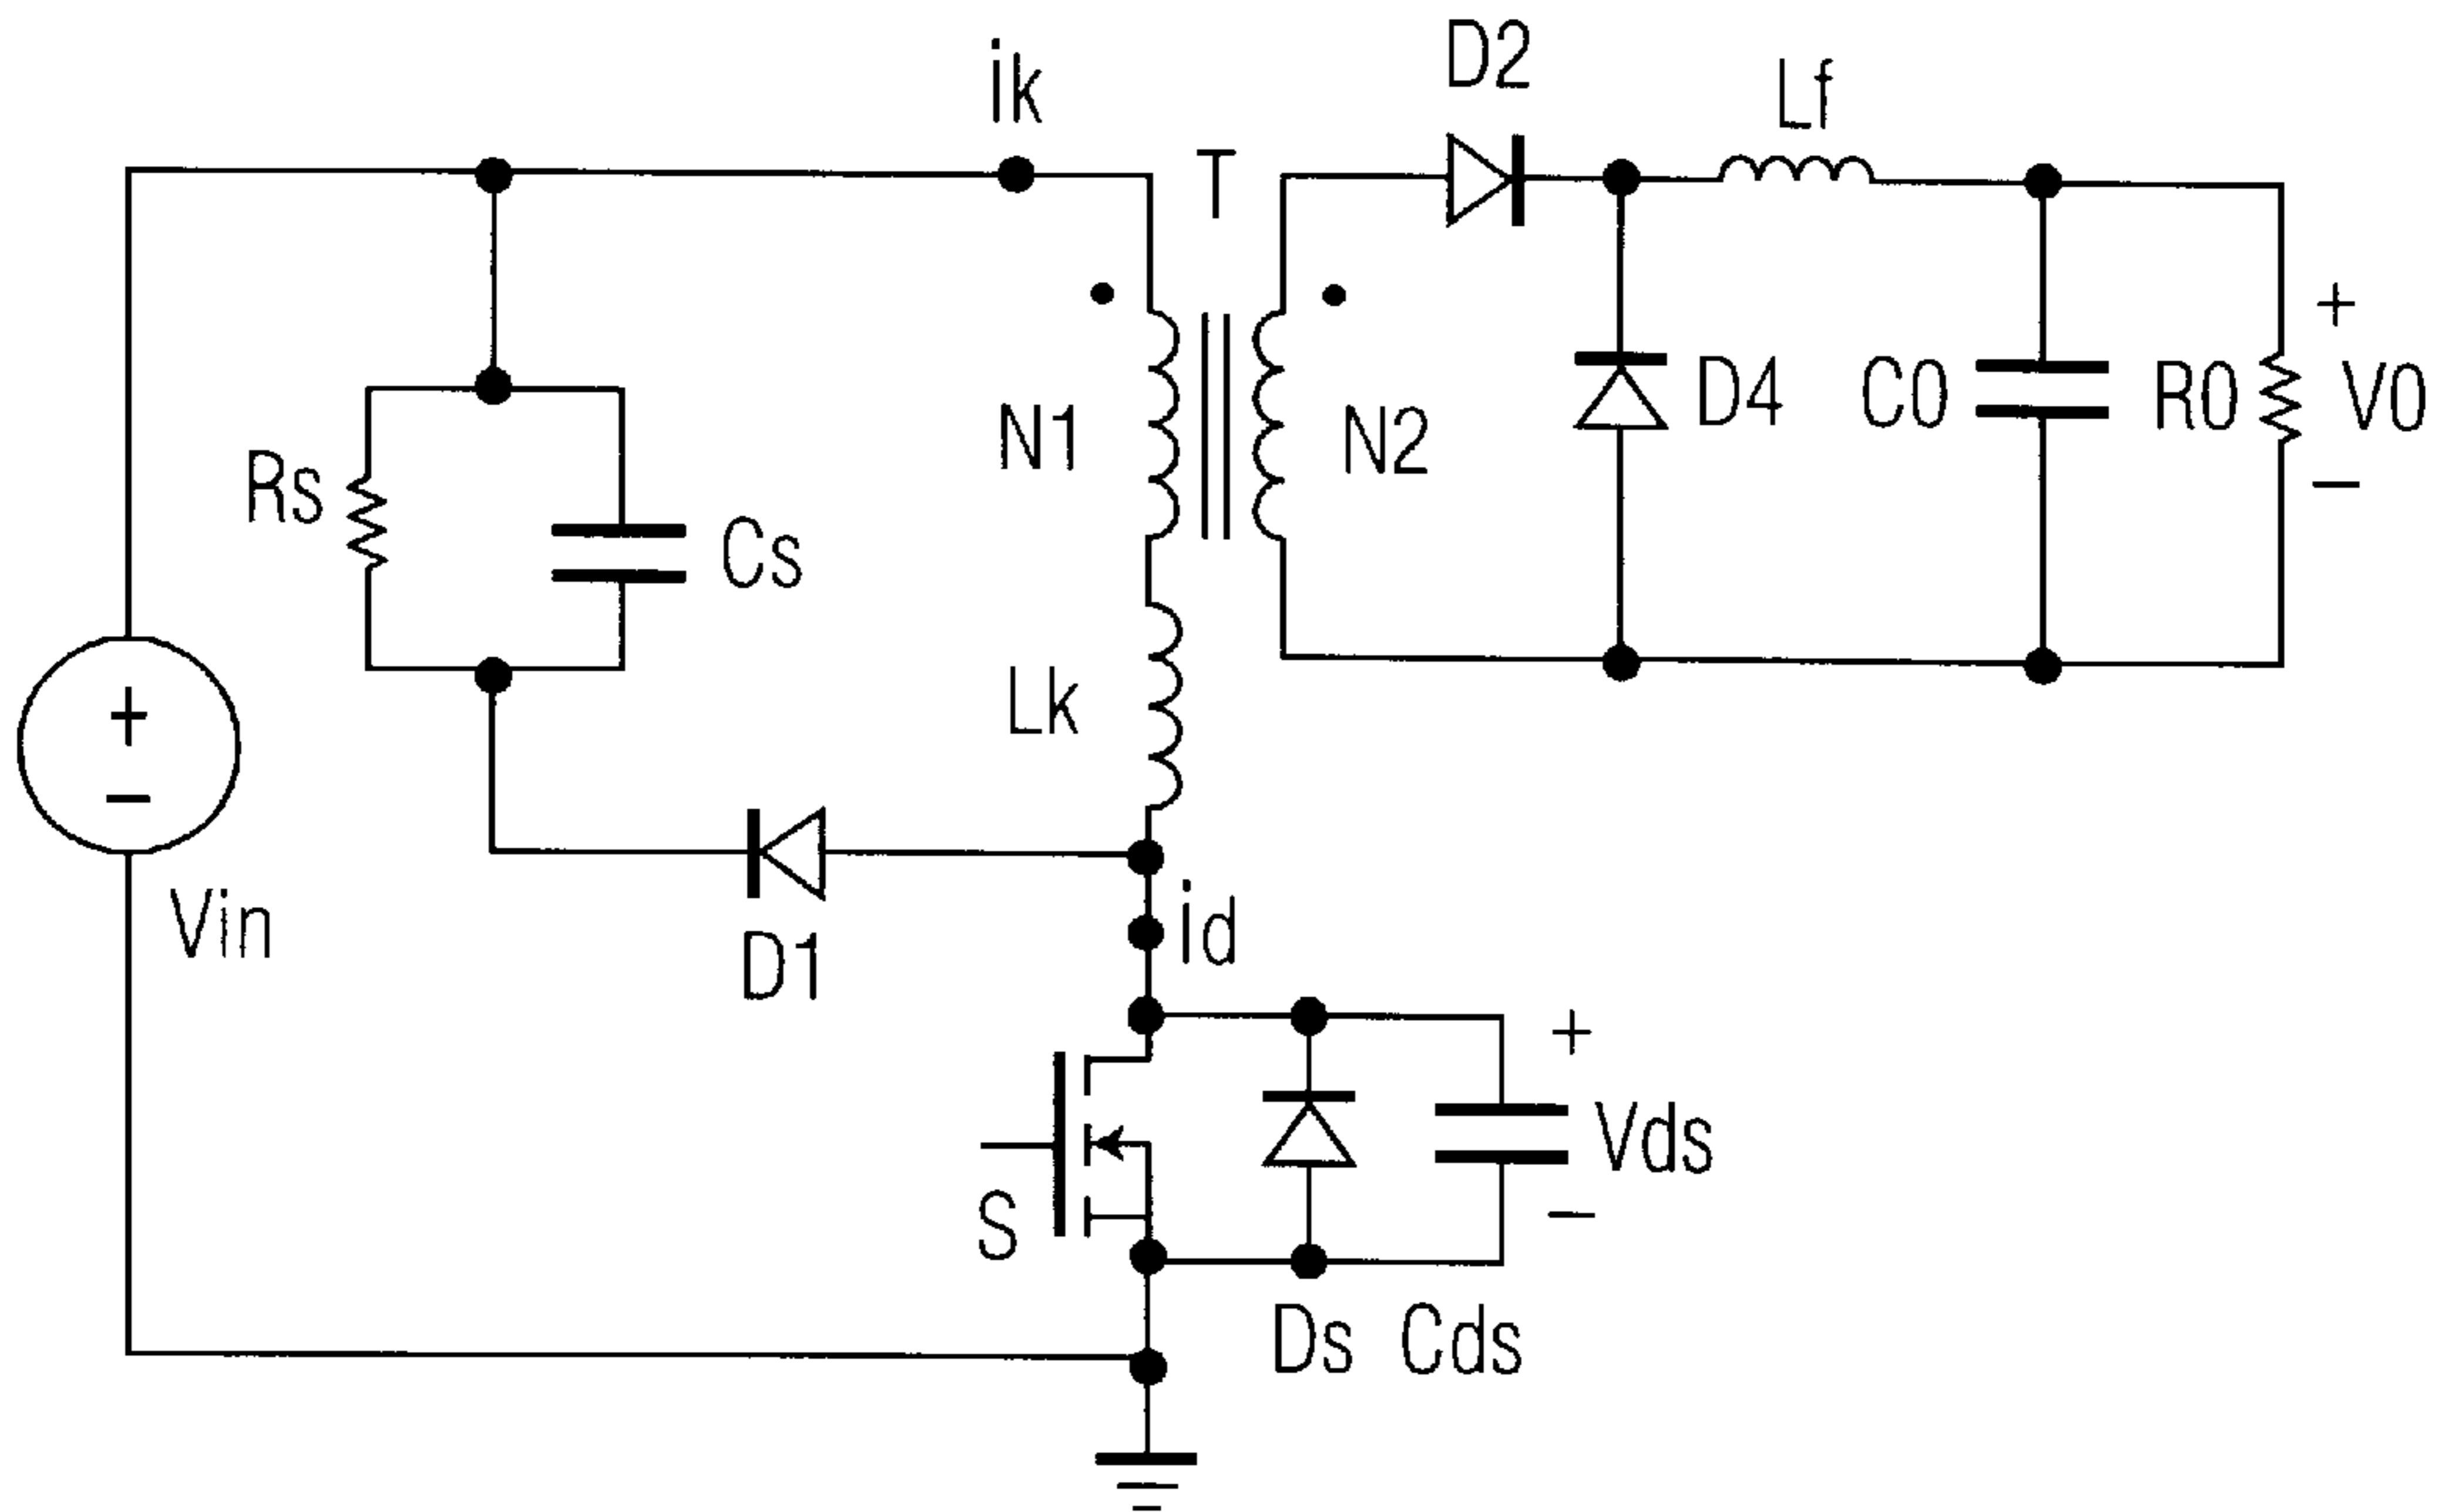 D2
ik
Lf
T
+
D4
C0
R0
V0
N1
N2
Rs
−
Cs
Lk
+
−
Vin
id
D1
+
Vds
S
−
Ds
Cds